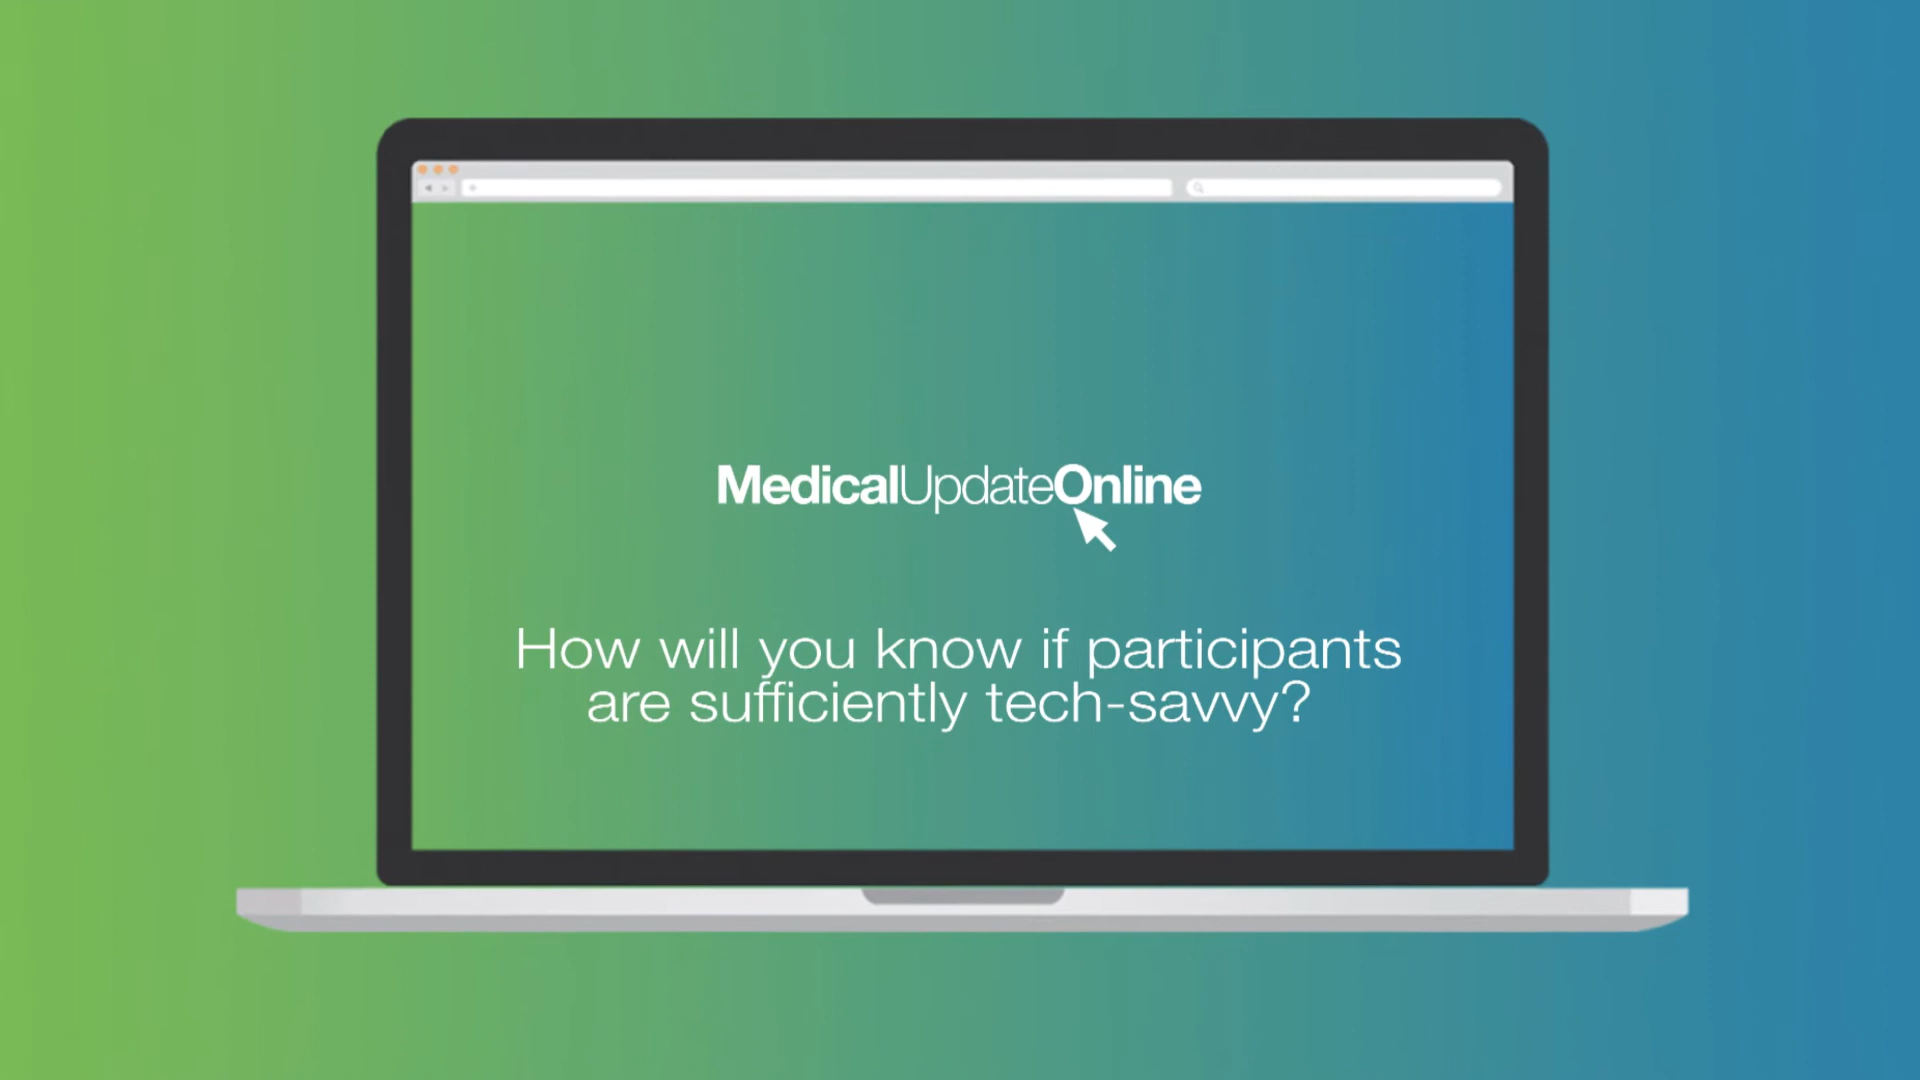 MedicalUpdateOnline
How will you know if participants
are sufficiently tech-savvy?